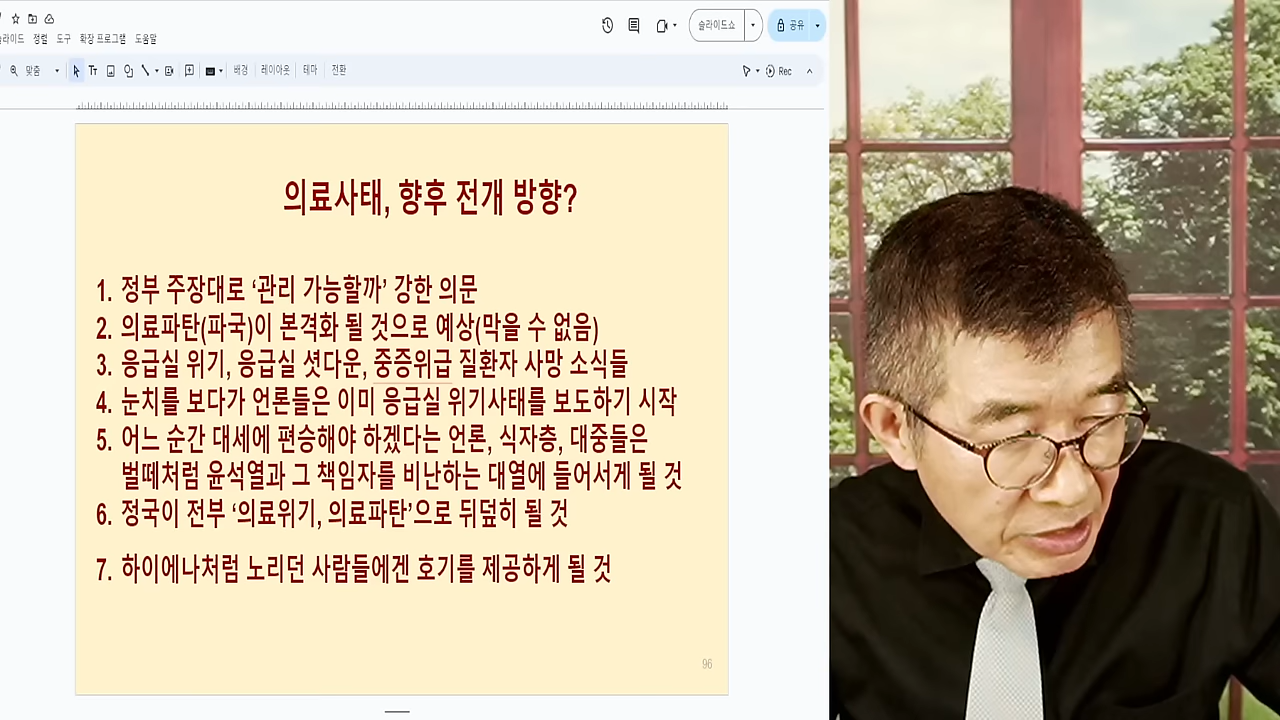 슬라이드 정렬 도구 확장 프로그램 도움말
슬라이드쇼
공유
맞춤
배경 레이아웃 테마 전환
Rec
의료사태, 향후 전개 방향?
1. 정부 주장대로 ‘관리 가능할까’ 강한 의문
2. 의료파탄(파국)이 본격화 될 것으로 예상(막을 수 없음)
3. 응급실 위기, 응급실 셧다운, 중증위급 질환자 사망 소식들
4. 눈치를 보다가 언론들은 이미 응급실 위기사태를 보도하기 시작
5. 어느 순간 대세에 편승해야 하겠다는 언론, 식자층, 대중들은
벌떼처럼 윤석열과 그 책임자를 비난하는 대열에 들어서게 될 것
6. 정국이 전부 ‘의료위기, 의료파탄’으로 뒤덮히 될 것
7. 하이에나처럼 노리던 사람들에겐 호기를 제공하게 될 것
96